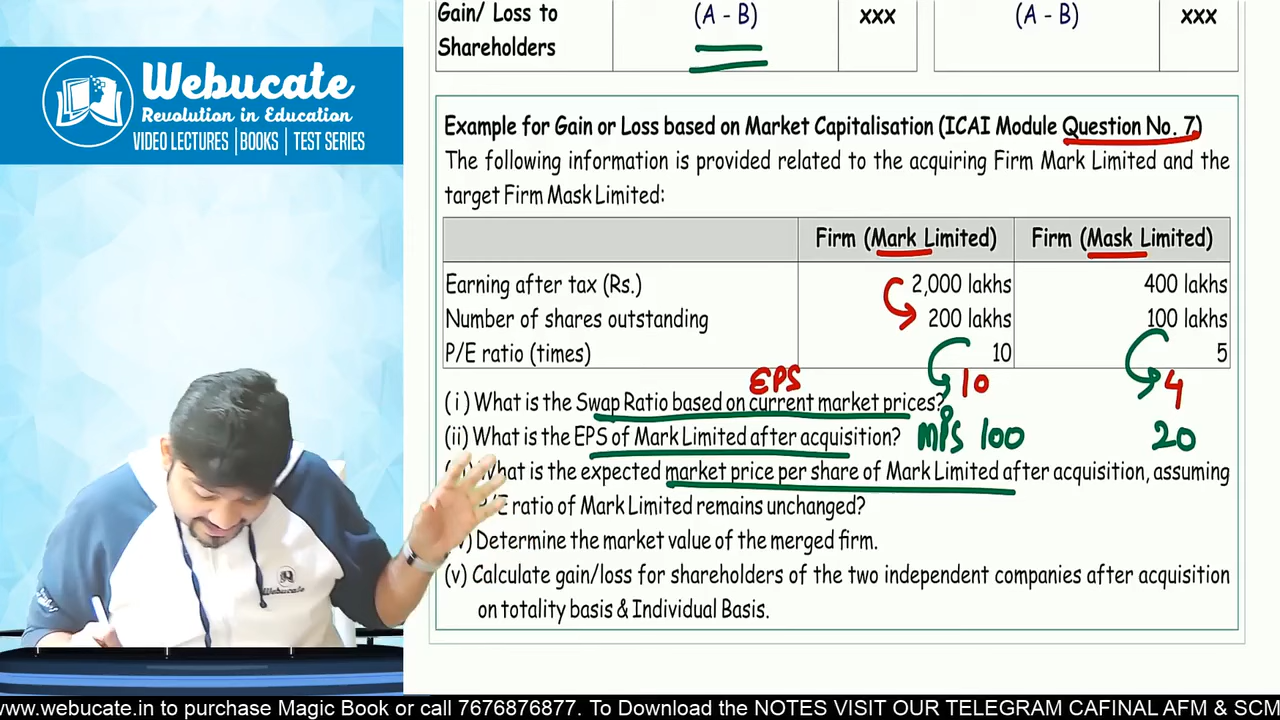 Gain/ Loss to Shareholders (A - B) xxx (A - B) xxx
Webucate
Revolution in Education
VIDEO LECTURES | BOOKS | TEST SERIES
Example for Gain or Loss based on Market Capitalisation (ICAI Module Question No. 7)
The following information is provided related to the acquiring Firm Mark Limited and the
target Firm Mask Limited:
Firm (Mark Limited) Firm (Mask Limited)
Earning after tax (Rs.) 2,000 lakhs 400 lakhs
Number of shares outstanding 200 lakhs 100 lakhs
P/E ratio (times) 10 5
EPS 10 4
(i) What is the Swap Ratio based on current market prices?
(ii) What is the EPS of Mark Limited after acquisition? MPS 100 20
What is the expected market price per share of Mark Limited after acquisition, assuming
P/E ratio of Mark Limited remains unchanged?
Determine the market value of the merged firm.
(v) Calculate gain/loss for shareholders of the two independent companies after acquisition
on totality basis & Individual Basis.
Webucate
www.webucate.in to purchase Magic Book or call 7676876877. To Download the NOTES VISIT OUR TELEGRAM CAFINAL AFM & SCM